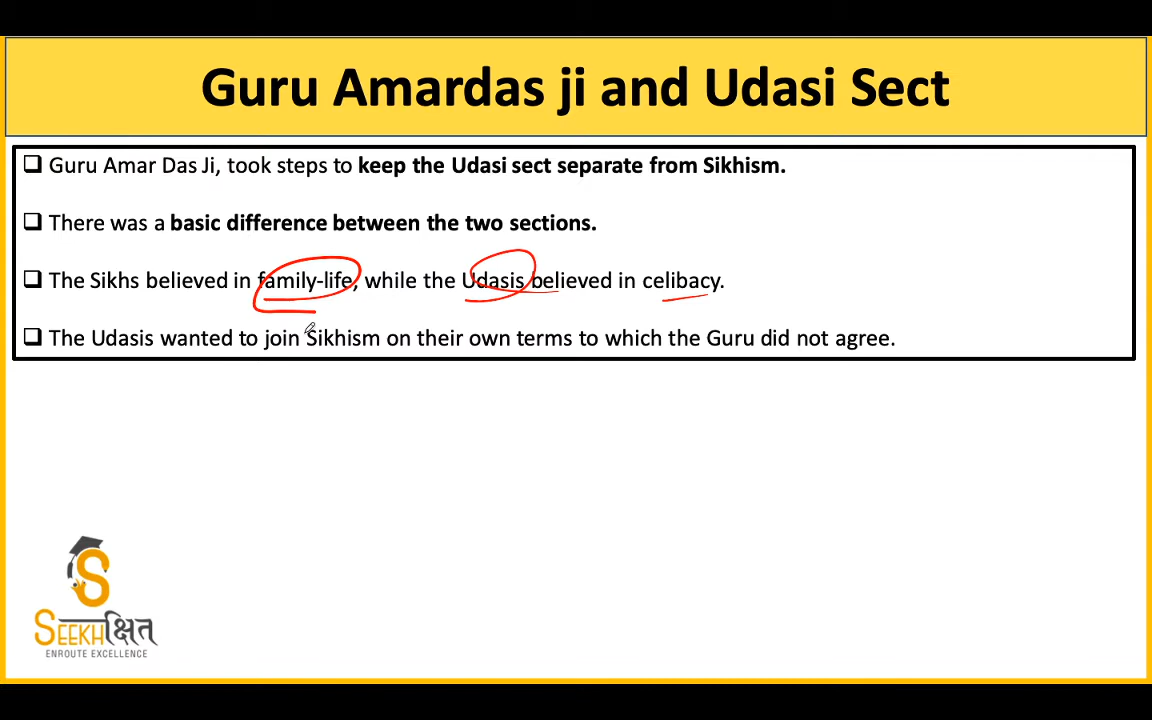 Guru Amardas ji and Udasi Sect
❑ Guru Amar Das Ji, took steps to keep the Udasi sect separate from Sikhism.
❑ There was a basic difference between the two sections.
❑ The Sikhs believed in family-life, while the Udasis believed in celibacy.
❑ The Udasis wanted to join Sikhism on their own terms to which the Guru did not agree.
S
SEEKHक्षित
ENROUTE EXCELLENCE